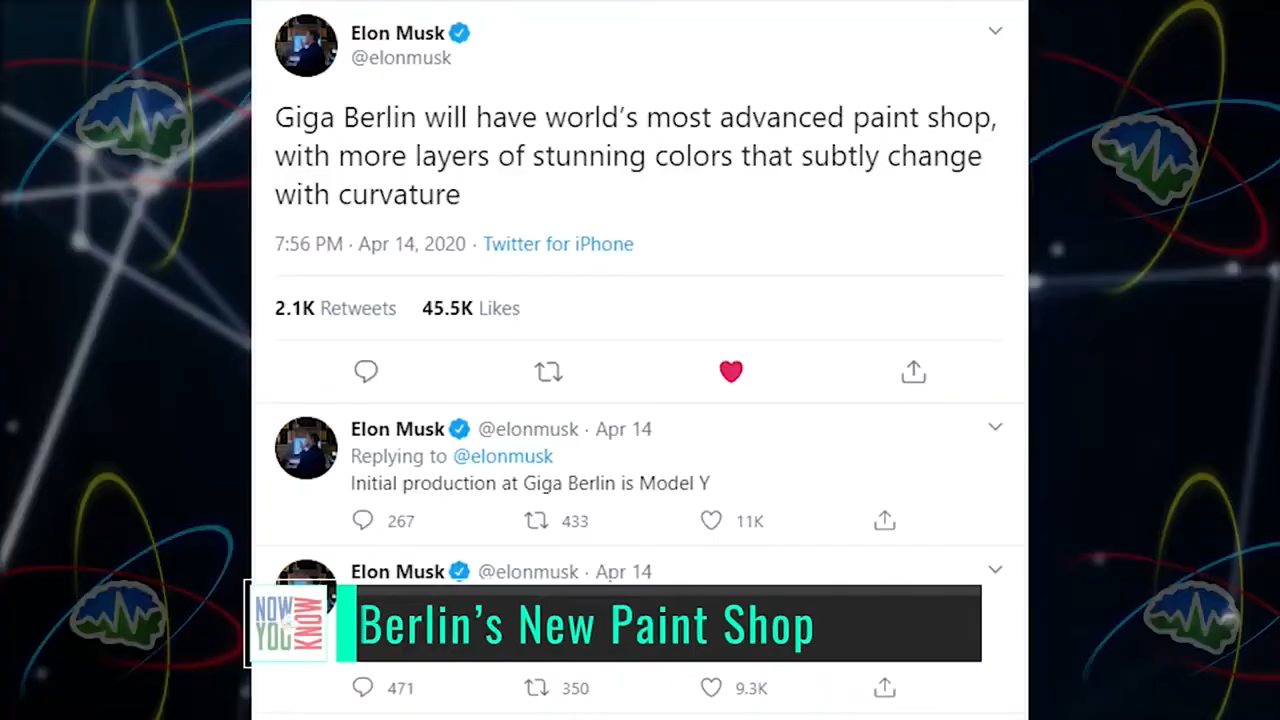 Elon Musk
@elonmusk
Giga Berlin will have world's most advanced paint shop,
with more layers of stunning colors that subtly change
with curvature
7:56 PM · Apr 14, 2020 · Twitter for iPhone
2.1K Retweets 45.5K Likes
Elon Musk @elonmusk · Apr 14
Replying to @elonmusk
Initial production at Giga Berlin is Model Y
267 433 11K
Elon Musk @elonmusk · Apr 14
NOW YOU KNOW
Berlin's New Paint Shop
471 350 9.3K